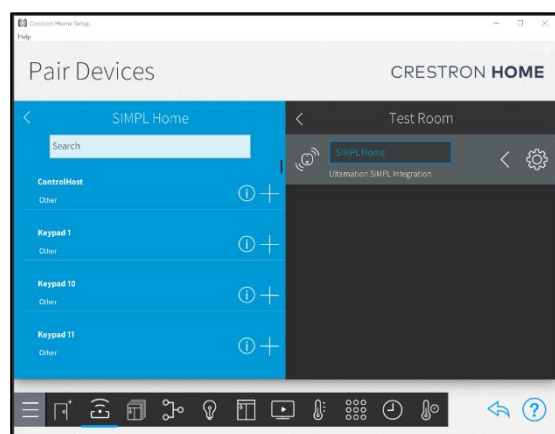 Crestron Home Setup
Help
Pair Devices
CRESTRON HOME
SIMPL Home
Test Room
Search
SIMPL Home
Ultamation SIMPL Integration
ControlHost
Other
Keypad 1
Other
Keypad 10
Other
Keypad 11
Other